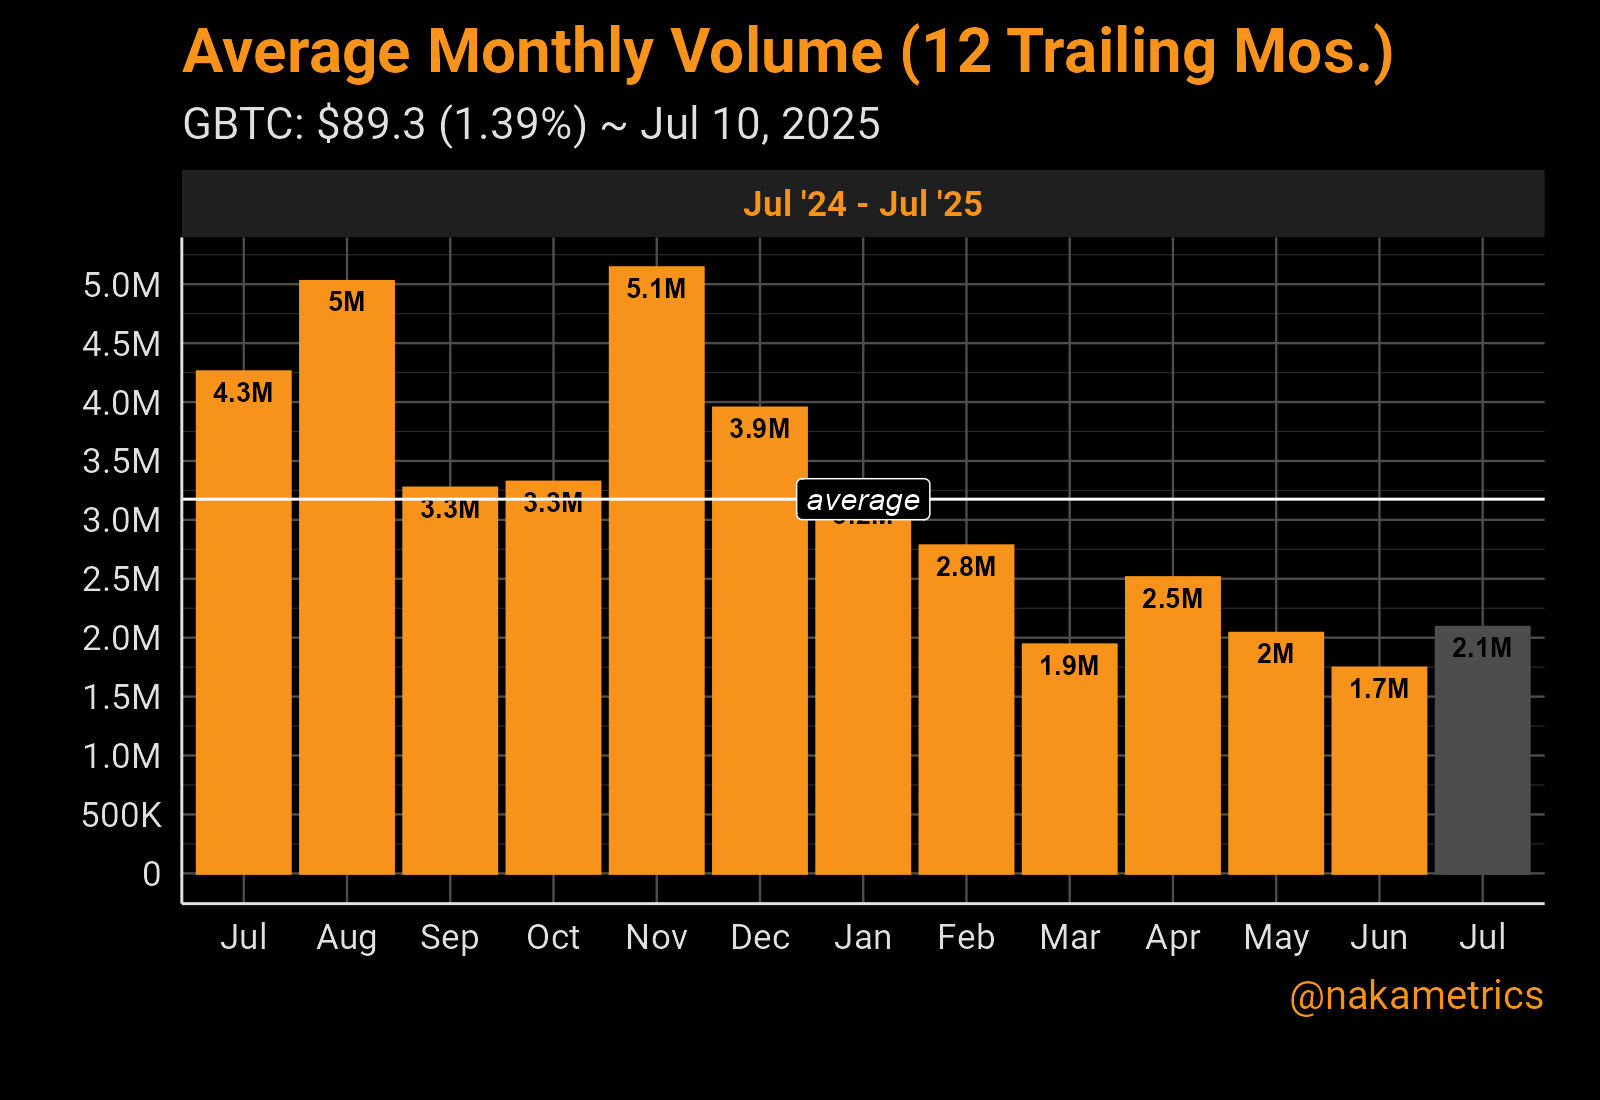 Average Monthly Volume (12 Trailing Mos.)
GBTC: $89.3 (1.39%) ~ Jul 10, 2025
Jul '24 - Jul '25
5.0M
4.5M
4.0M
3.5M
3.0M
2.5M
2.0M
1.5M
1.0M
500K
0
4.3M
5M
3.3M
3.3M
5.1M
3.9M
average
2.8M
1.9M
2.5M
2M
1.7M
2.1M
Jul Aug Sep Oct Nov Dec Jan Feb Mar Apr May Jun Jul
@nakametrics